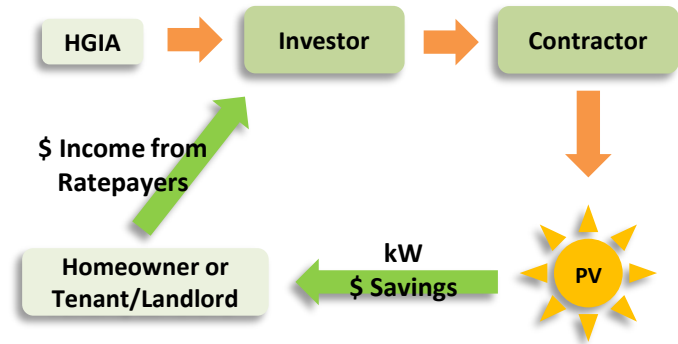 HGIA
Investor
Contractor
$ Income from
Ratepayers
Homeowner or
Tenant/Landlord
kW
$ Savings
PV